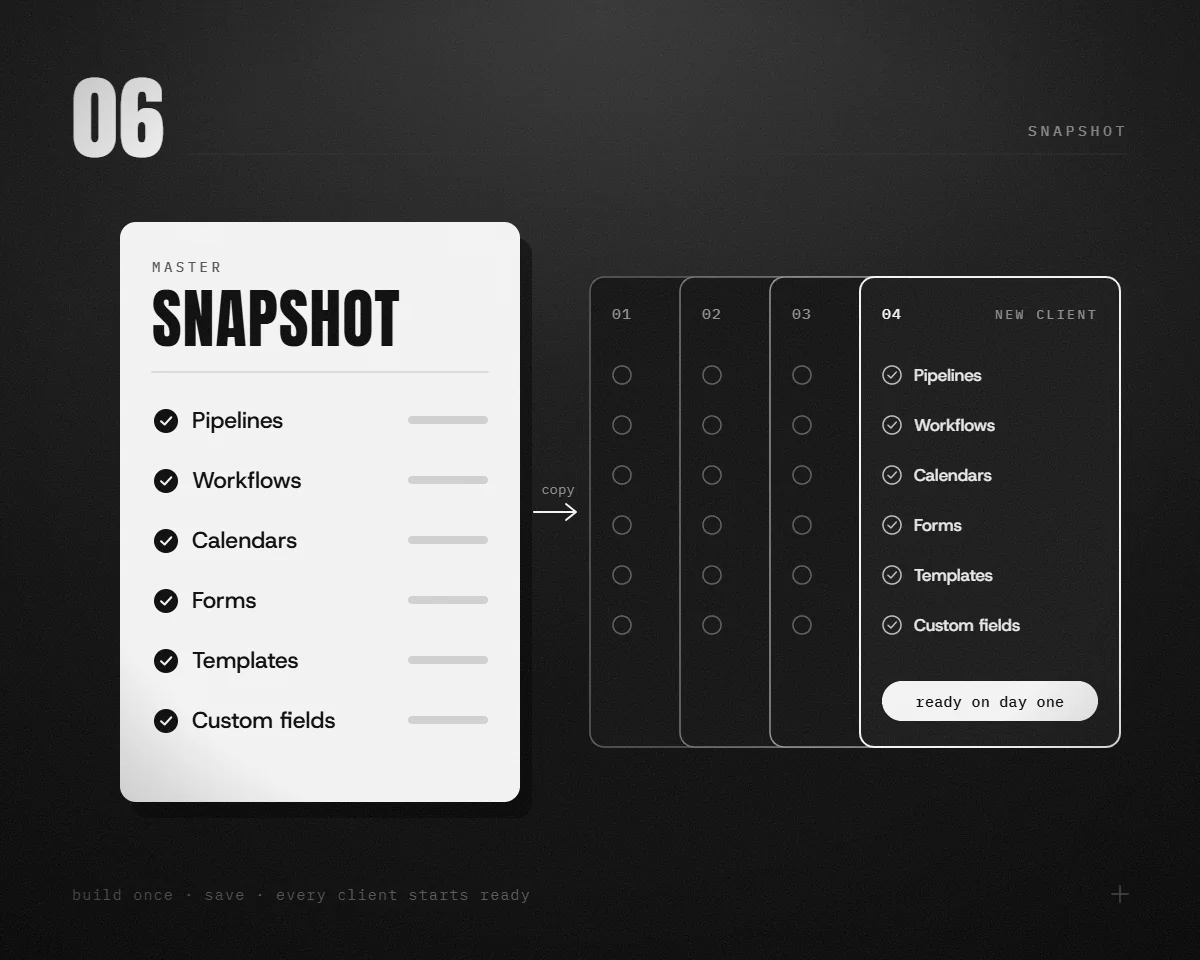 06
SNAPSHOT
MASTER
SNAPSHOT
Pipelines
Workflows
Calendars
Forms
Templates
Custom fields
copy
01
02
03
04 NEW CLIENT
Pipelines
Workflows
Calendars
Forms
Templates
Custom fields
ready on day one
build once · save · every client starts ready